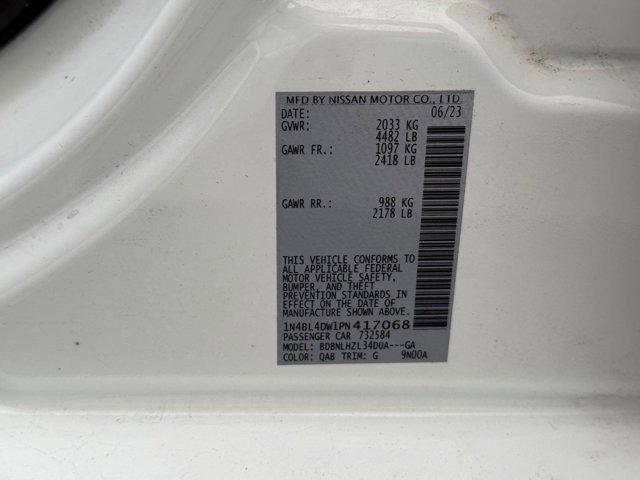 MFD BY NISSAN MOTOR CO., LTD.
DATE: 06/23
GVWR: 2033 KG
4482 LB
GAWR FR.: 1097 KG
2418 LB
GAWR RR.: 988 KG
2178 LB
THIS VEHICLE CONFORMS TO
ALL APPLICABLE FEDERAL
MOTOR VEHICLE SAFETY,
BUMPER, AND THEFT
PREVENTION STANDARDS IN
EFFECT ON THE DATE OF
MANUFACTURE SHOWN ABOVE.
1N4BL4DW1PN417068
PASSENGER CAR 732584
MODEL: BDBNLHZL34DUA---GA
COLOR: QAB TRIM: G 9N00A